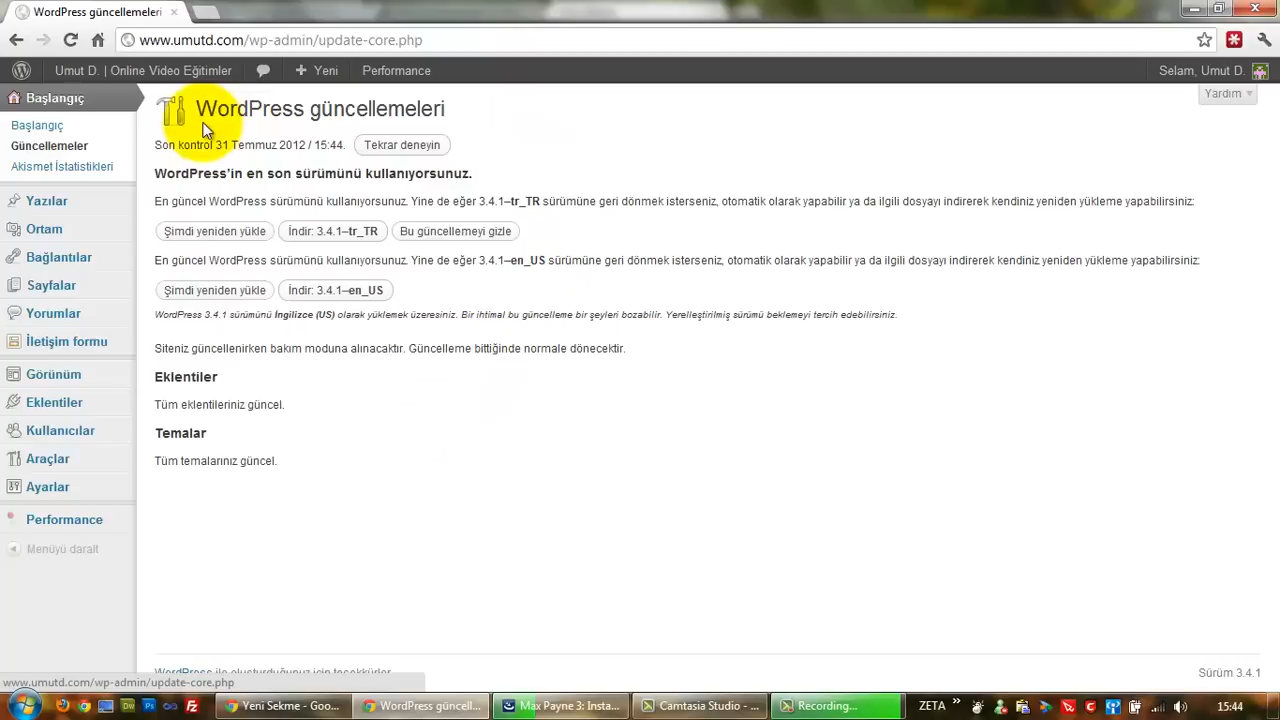 WordPress güncellemeleri
www.umutd.com/wp-admin/update-core.php
Umut D. | Online Video Eğitimler
Yeni
Performance
Selam, Umut D.
Başlangıç
Başlangıç
Güncellemeler
Akismet İstatistikleri
Yazılar
Ortam
Bağlantılar
Sayfalar
Yorumlar
İletişim formu
Görünüm
Eklentiler
Kullanıcılar
Araçlar
Ayarlar
Performance
Menüyü daralt
Yardım
WordPress güncellemeleri
Son kontrol 31 Temmuz 2012 / 15:44. Tekrar deneyin
WordPress'in en son sürümünü kullanıyorsunuz.
En güncel WordPress sürümünü kullanıyorsunuz. Yine de eğer 3.4.1–tr_TR sürümüne geri dönmek isterseniz, otomatik olarak yapabilir ya da ilgili dosyayı indirerek kendiniz yeniden yükleme yapabilirsiniz:
Şimdi yeniden yükle İndir: 3.4.1–tr_TR Bu güncellemeyi gizle
En güncel WordPress sürümünü kullanıyorsunuz. Yine de eğer 3.4.1–en_US sürümüne geri dönmek isterseniz, otomatik olarak yapabilir ya da ilgili dosyayı indirerek kendiniz yeniden yükleme yapabilirsiniz:
Şimdi yeniden yükle İndir: 3.4.1–en_US
WordPress 3.4.1 sürümünü İngilizce (US) olarak yüklemek üzeresiniz. Bir ihtimal bu güncelleme bir şeyleri bozabilir. Yerelleştirilmiş sürümü beklemeyi tercih edebilirsiniz.
Siteniz güncellenirken bakım moduna alınacaktır. Güncelleme bittiğinde normale dönecektir.
Eklentiler
Tüm eklentileriniz güncel.
Temalar
Tüm temalarınız güncel.
WordPress ile oluşturduğunuz için teşekkürler
Sürüm 3.4.1
www.umutd.com/wp-admin/update-core.php
Yeni Sekme - Goo...
WordPress güncell...
Max Payne 3: Insta...
Camtasia Studio - ...
Recording...
ZETA
15:44